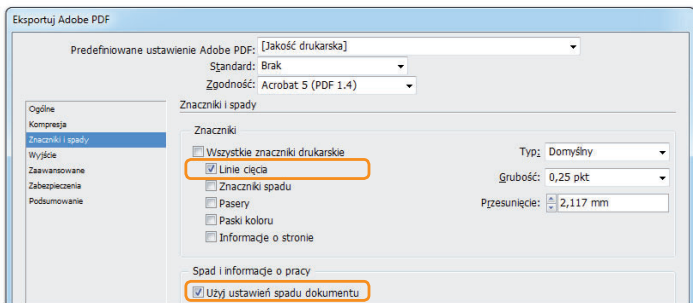 Eksportuj Adobe PDF
Predefiniowane ustawienie Adobe PDF: [Jakość drukarska]
Standard: Brak
Zgodność: Acrobat 5 (PDF 1.4)
Ogólne
Kompresja
Znaczniki i spady
Wyjście
Zaawansowane
Zabezpieczenia
Podsumowanie
Znaczniki i spady
Znaczniki
Wszystkie znaczniki drukarskie
Linie cięcia
Znaczniki spadu
Pasery
Paski koloru
Informacje o stronie
Typ: Domyślny
Grubość: 0,25 pkt
Przesunięcie: 2,117 mm
Spad i informacje o pracy
Użyj ustawień spadu dokumentu